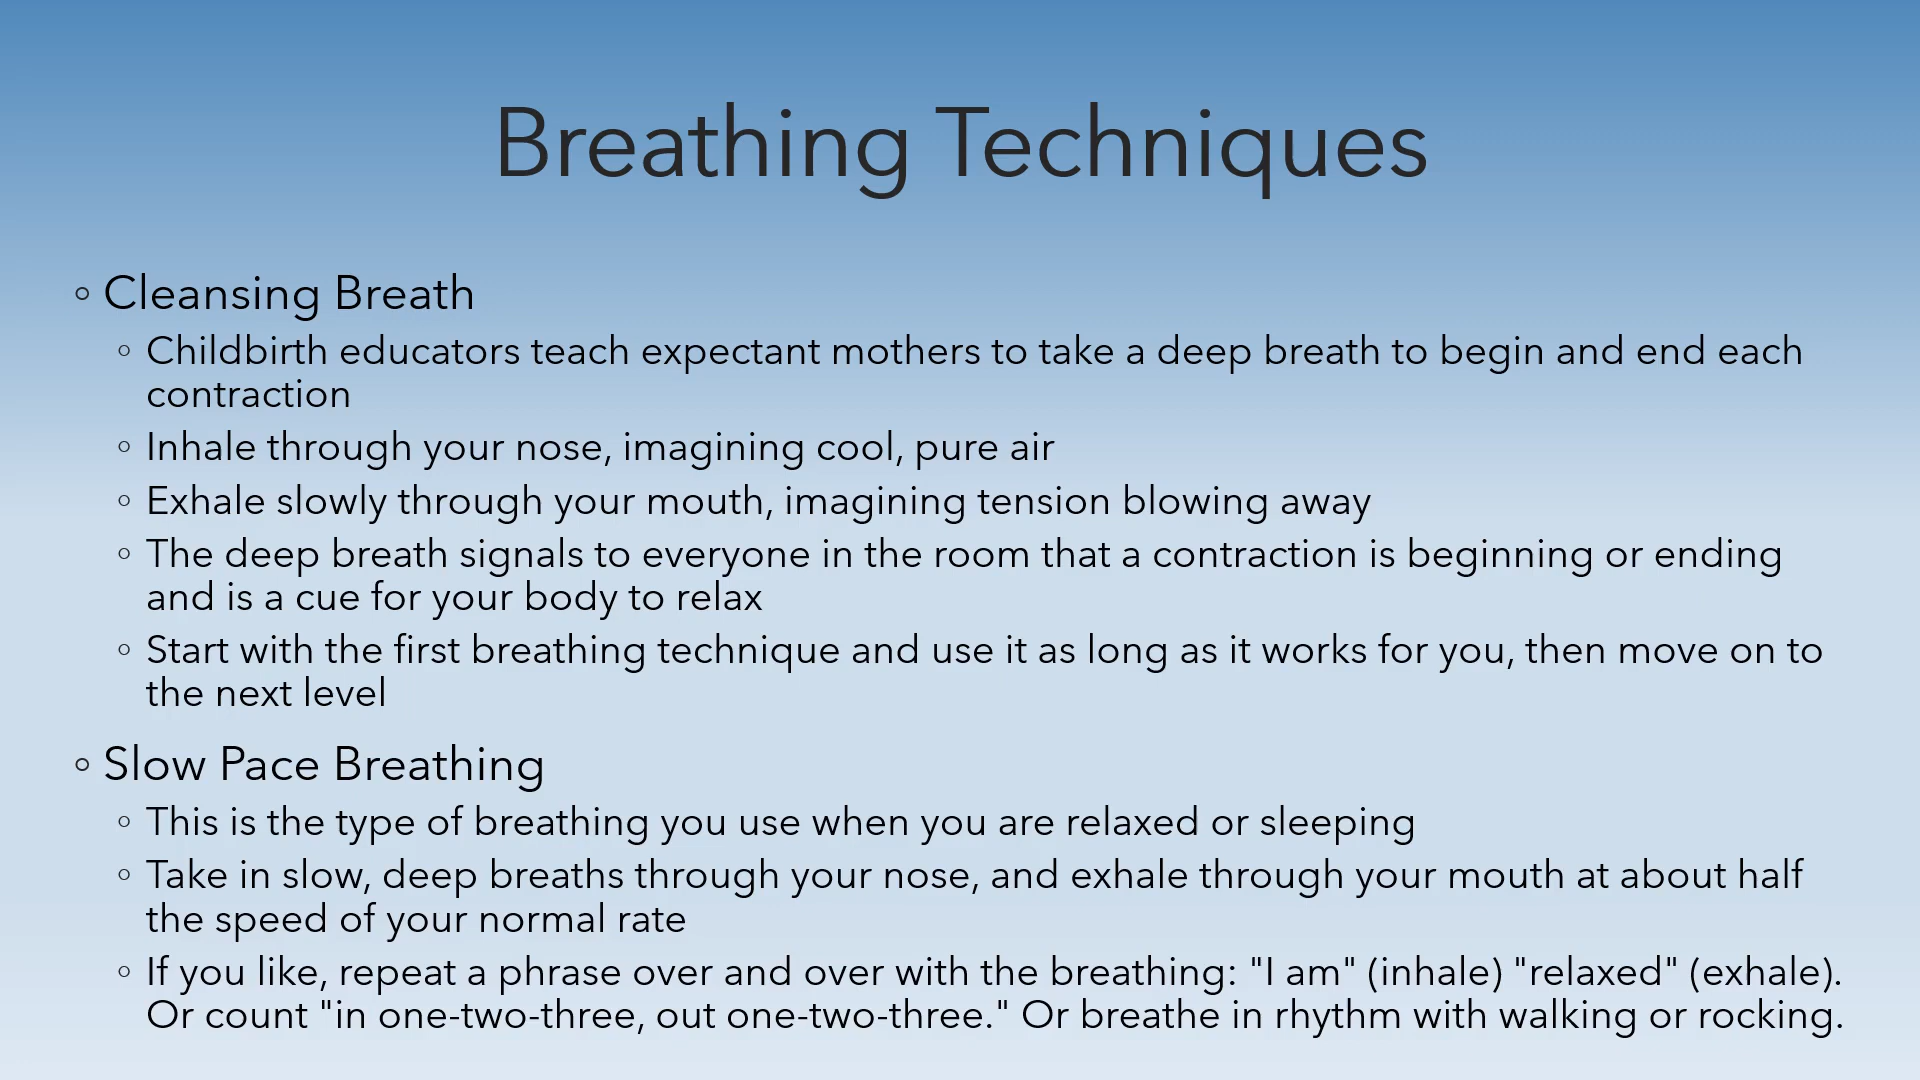 Breathing Techniques
◦ Cleansing Breath
◦ Childbirth educators teach expectant mothers to take a deep breath to begin and end each
contraction
◦ Inhale through your nose, imagining cool, pure air
◦ Exhale slowly through your mouth, imagining tension blowing away
◦ The deep breath signals to everyone in the room that a contraction is beginning or ending
and is a cue for your body to relax
◦ Start with the first breathing technique and use it as long as it works for you, then move on to
the next level
◦ Slow Pace Breathing
◦ This is the type of breathing you use when you are relaxed or sleeping
◦ Take in slow, deep breaths through your nose, and exhale through your mouth at about half
the speed of your normal rate
◦ If you like, repeat a phrase over and over with the breathing: "I am" (inhale) "relaxed" (exhale).
Or count "in one-two-three, out one-two-three." Or breathe in rhythm with walking or rocking.